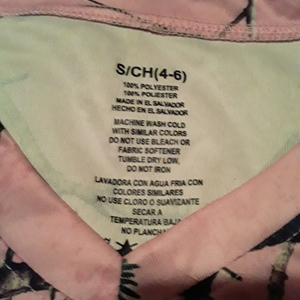 S/CH(4-6)
100% POLYESTER
100% POLIESTER
MADE IN EL SALVADOR
HECHO EN EL SALVADOR
MACHINE WASH COLD
WITH SIMILAR COLORS
DO NOT USE BLEACH OR
FABRIC SOFTENER
TUMBLE DRY LOW,
DO NOT IRON
LAVADORA CON AGUA FRIA CON
COLORES SIMILARES
NO USE CLORO O SUAVIZANTE
SECAR A
TEMPERATURA BAJA
NO PLANCHA